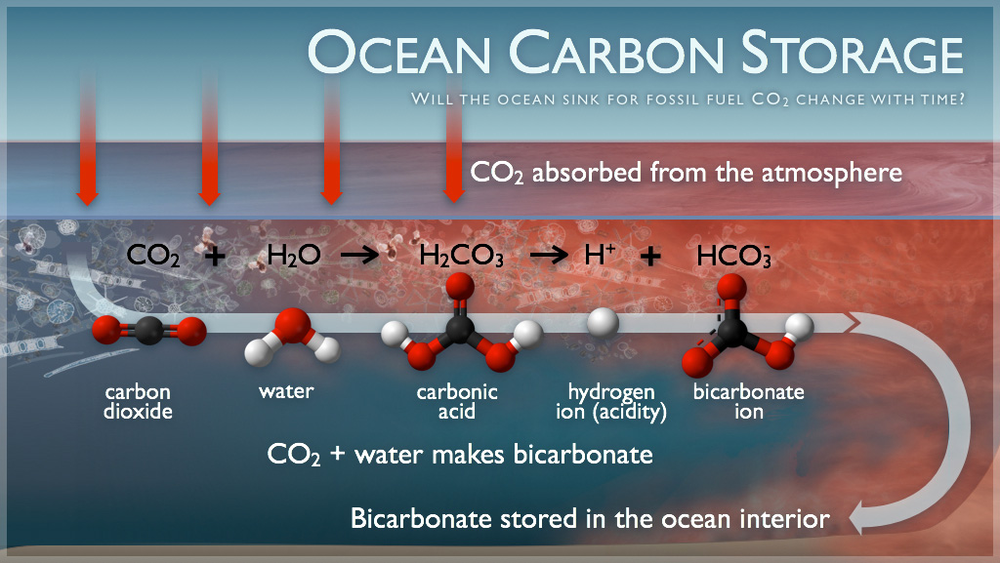 OCEAN CARBON STORAGE
WILL THE OCEAN SINK FOR FOSSIL FUEL CO₂ CHANGE WITH TIME?
CO₂ absorbed from the atmosphere
CO₂ + H₂O → H₂CO₃ → H⁺ + HCO₃⁻
carbon dioxide
water
carbonic acid
hydrogen ion (acidity)
bicarbonate ion
CO₂ + water makes bicarbonate
Bicarbonate stored in the ocean interior